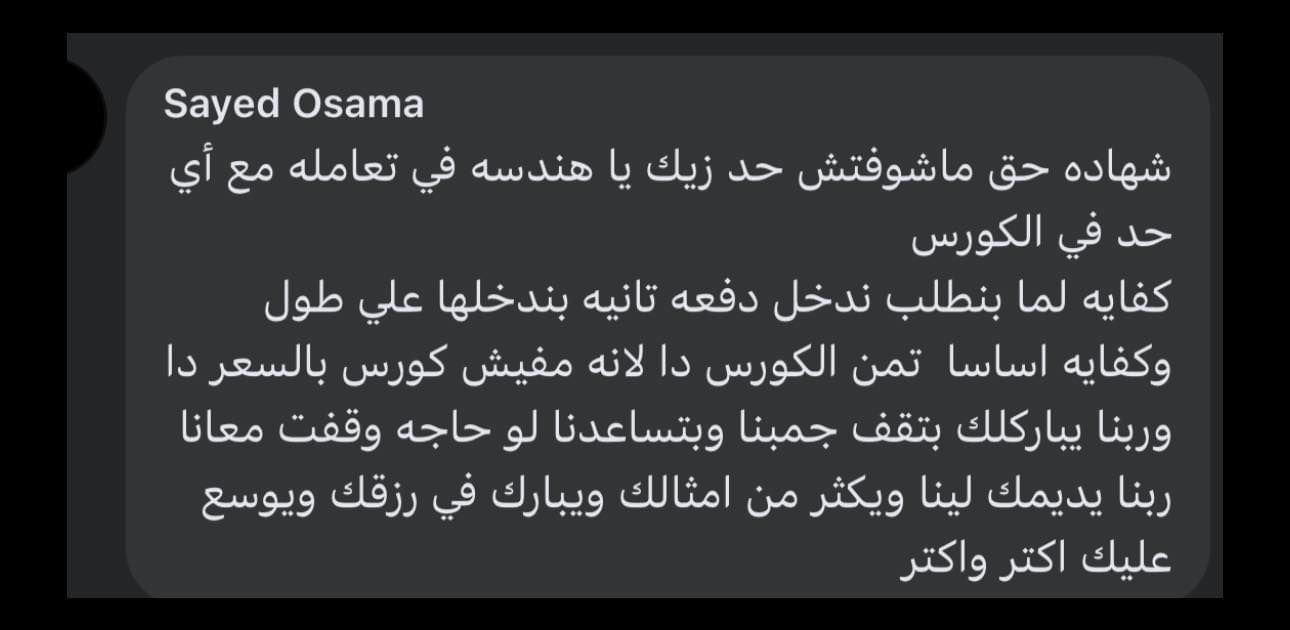 Sayed Osama
شهاده حق ماشوفتش حد زيك يا هندسه في تعامله مع أي
حد في الكورس
كفايه لما بنطلب ندخل دفعه تانيه بندخلها علي طول
وكفايه اساسا  تمن الكورس دا لانه مفيش كورس بالسعر دا
وربنا يباركلك بتقف جمبنا وبتساعدنا لو حاجه وقفت معانا
ربنا يديمك لينا ويكثر من امثالك ويبارك في رزقك ويوسع
عليك اكتر واكتر